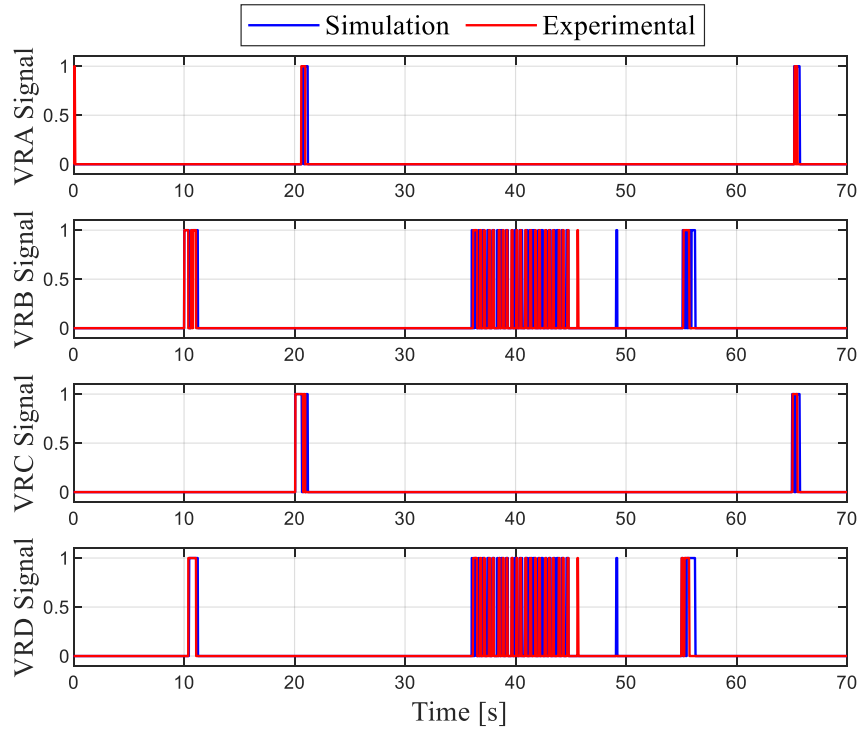 Simulation Experimental
VRA Signal
1
0.5
0
0 10 20 30 40 50 60 70
VRB Signal
1
0.5
0
0 10 20 30 40 50 60 70
VRC Signal
1
0.5
0
0 10 20 30 40 50 60 70
VRD Signal
1
0.5
0
0 10 20 30 40 50 60 70
Time [s]